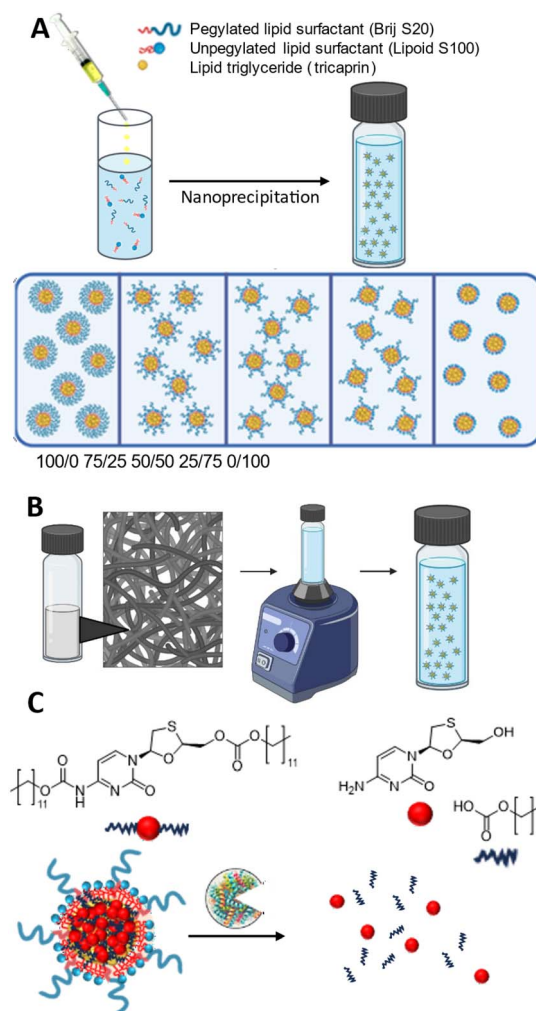 A
Pegylated lipid surfactant (Brij S20)
Unpegylated lipid surfactant (Lipoid S100)
Lipid triglyceride (tricaprin)
Nanoprecipitation
100/0 75/25 50/50 25/75 0/100
B
C
S
O
O
N
O
O
O
11
O
O
11
N
H
N
O
S
OH
O
N
H₂N
N
O
O
HO
O
11